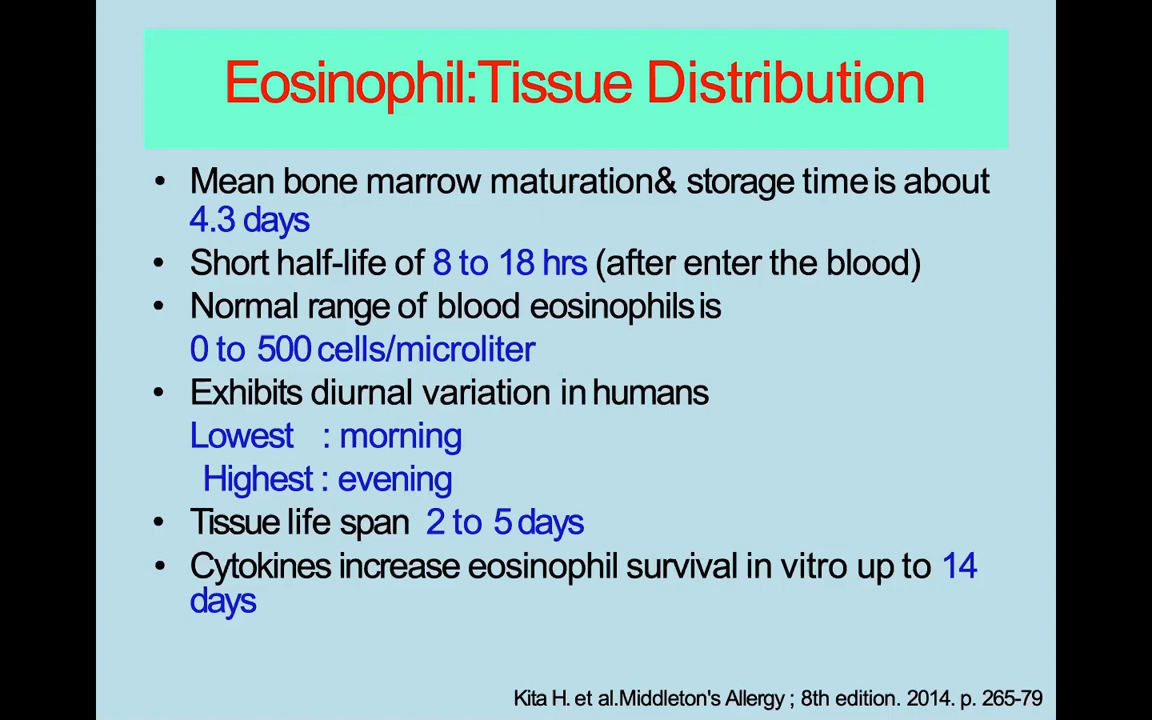 Eosinophil:Tissue Distribution
• Mean bone marrow maturation& storage time is about
4.3 days
• Short half-life of 8 to 18 hrs (after enter the blood)
• Normal range of blood eosinophils is
0 to 500 cells/microliter
• Exhibits diurnal variation in humans
Lowest : morning
Highest : evening
• Tissue life span 2 to 5 days
• Cytokines increase eosinophil survival in vitro up to 14
days
Kita H. et al.Middleton's Allergy ; 8th edition. 2014. p. 265-79